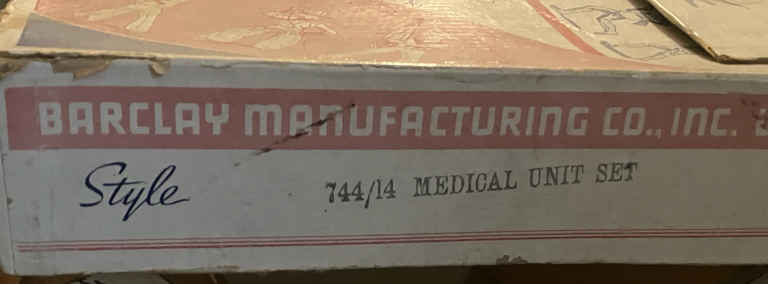 BARCLAY MANUFACTURING CO., INC.
Style 744/14 MEDICAL UNIT SET